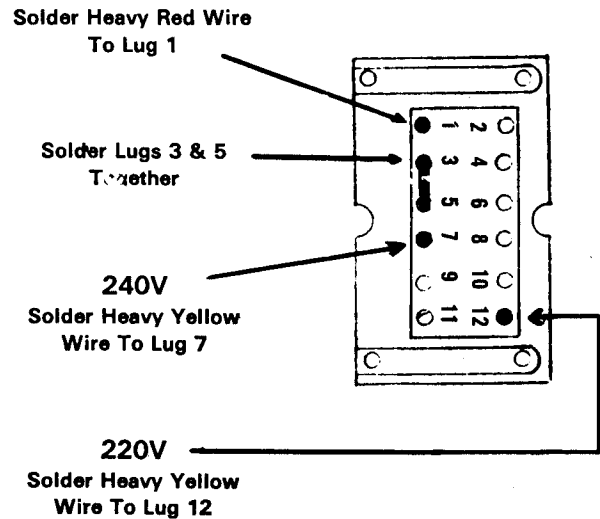 Solder Heavy Red Wire
To Lug 1
Solder Lugs 3 & 5
Together
240V
Solder Heavy Yellow
Wire To Lug 7
220V
Solder Heavy Yellow
Wire To Lug 12
1 2
3 4
5 6
7 8
9 10
11 12